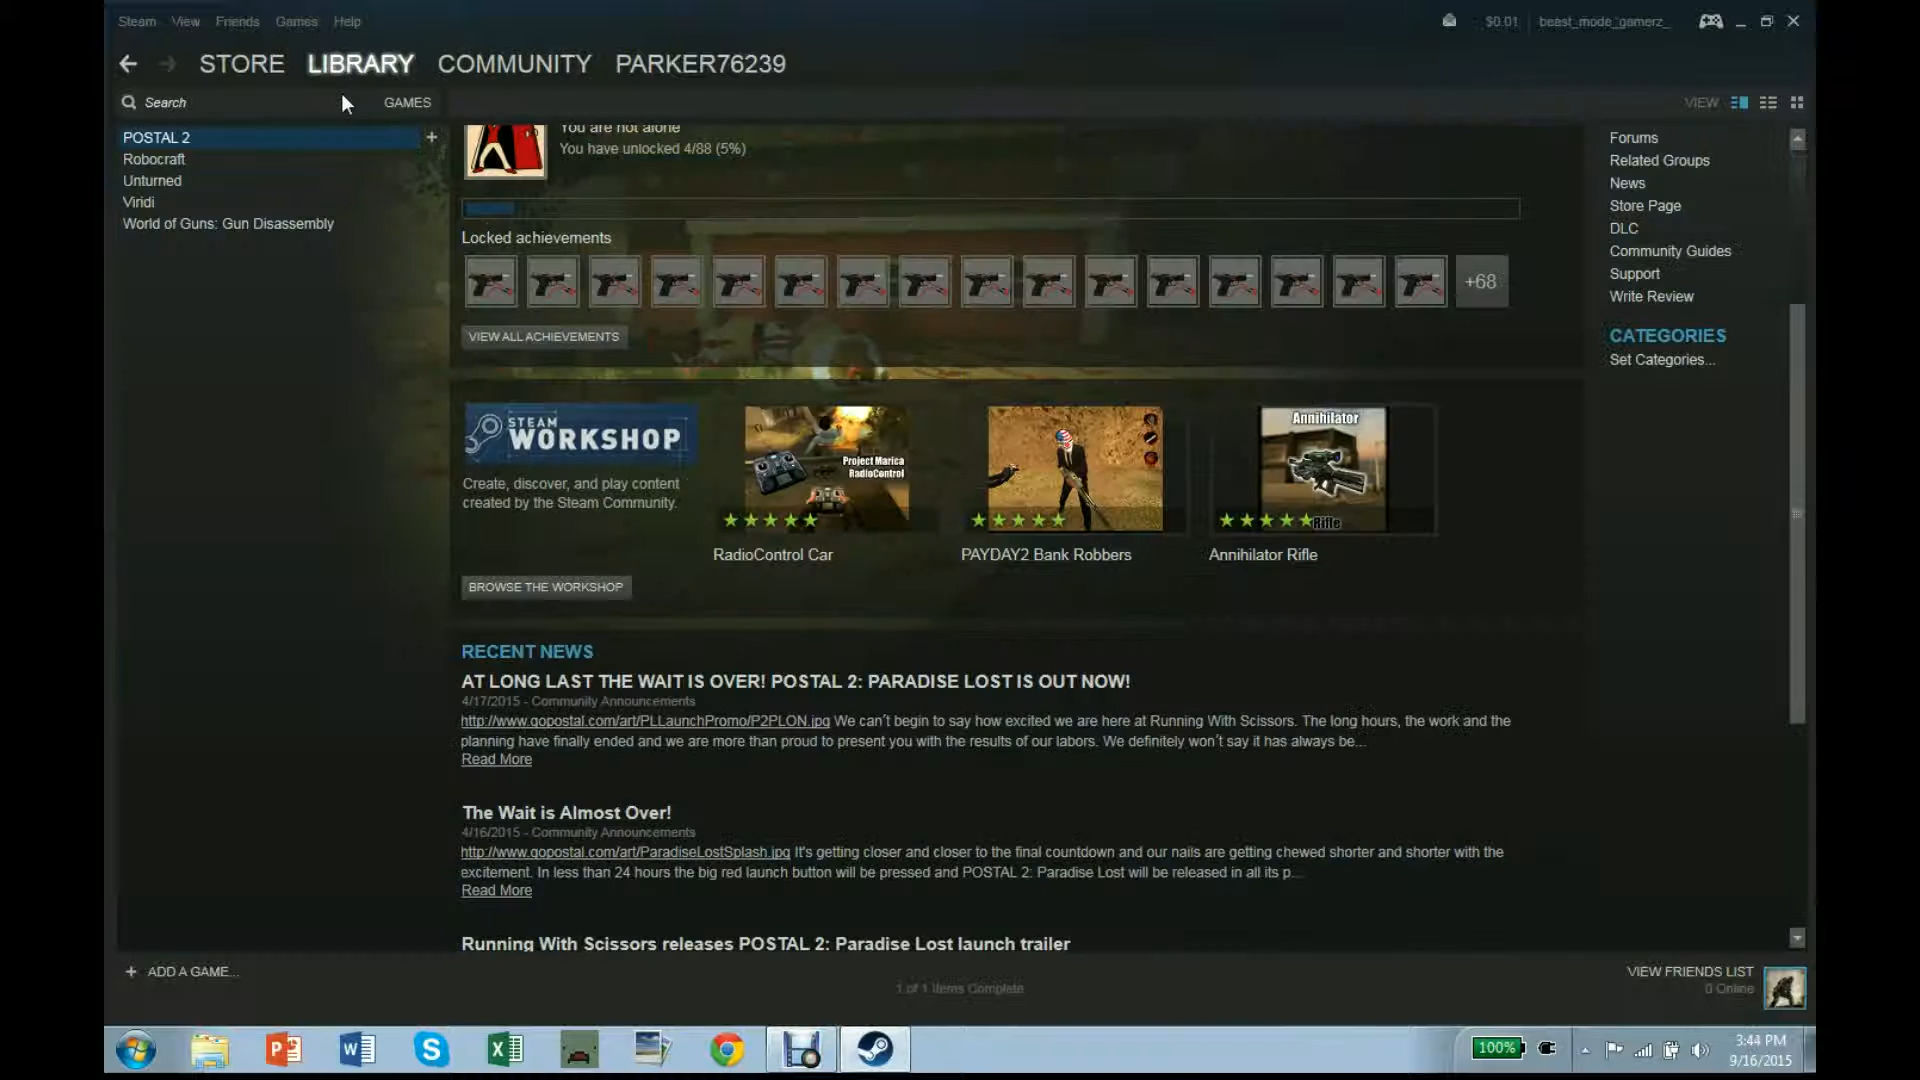 Steam View Friends Games Help
$0.01 beast_mode_gamerz_
STORE LIBRARY COMMUNITY PARKER76239
Search GAMES
VIEW
POSTAL 2 +
Robocraft
Unturned
Viridi
World of Guns: Gun Disassembly
You are not alone
You have unlocked 4/88 (5%)
Locked achievements
+68
VIEW ALL ACHIEVEMENTS
Forums
Related Groups
News
Store Page
DLC
Community Guides
Support
Write Review
CATEGORIES
Set Categories...
STEAM
WORKSHOP
Create, discover, and play content
created by the Steam Community.
Project Marica
RadioControl
RadioControl Car
PAYDAY2 Bank Robbers
Annihilator
Rifle
Annihilator Rifle
BROWSE THE WORKSHOP
RECENT NEWS
AT LONG LAST THE WAIT IS OVER! POSTAL 2: PARADISE LOST IS OUT NOW!
4/17/2015 - Community Announcements
http://www.gopostal.com/art/PLLaunchPromo/P2PLON.jpg We can't begin to say how excited we are here at Running With Scissors. The long hours, the work and the
planning have finally ended and we are more than proud to present you with the results of our labors. We definitely won't say it has always be...
Read More
The Wait is Almost Over!
4/16/2015 - Community Announcements
http://www.gopostal.com/art/ParadiseLostSplash.jpg It's getting closer and closer to the final countdown and our nails are getting chewed shorter and shorter with the
excitement. In less than 24 hours the big red launch button will be pressed and POSTAL 2: Paradise Lost will be released in all its p...
Read More
Running With Scissors releases POSTAL 2: Paradise Lost launch trailer
+ ADD A GAME...
1 of 1 Items Complete
VIEW FRIENDS LIST
0 Online
100%
3:44 PM
9/16/2015